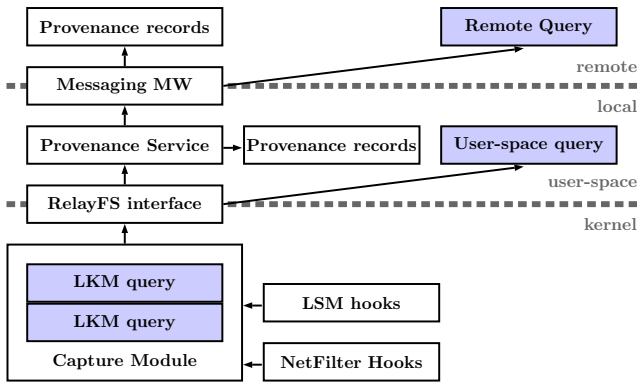 Provenance records
Remote Query
remote
Messaging MW
local
Provenance Service
Provenance records
User-space query
user-space
RelayFS interface
kernel
LKM query
LSM hooks
LKM query
Capture Module
NetFilter Hooks